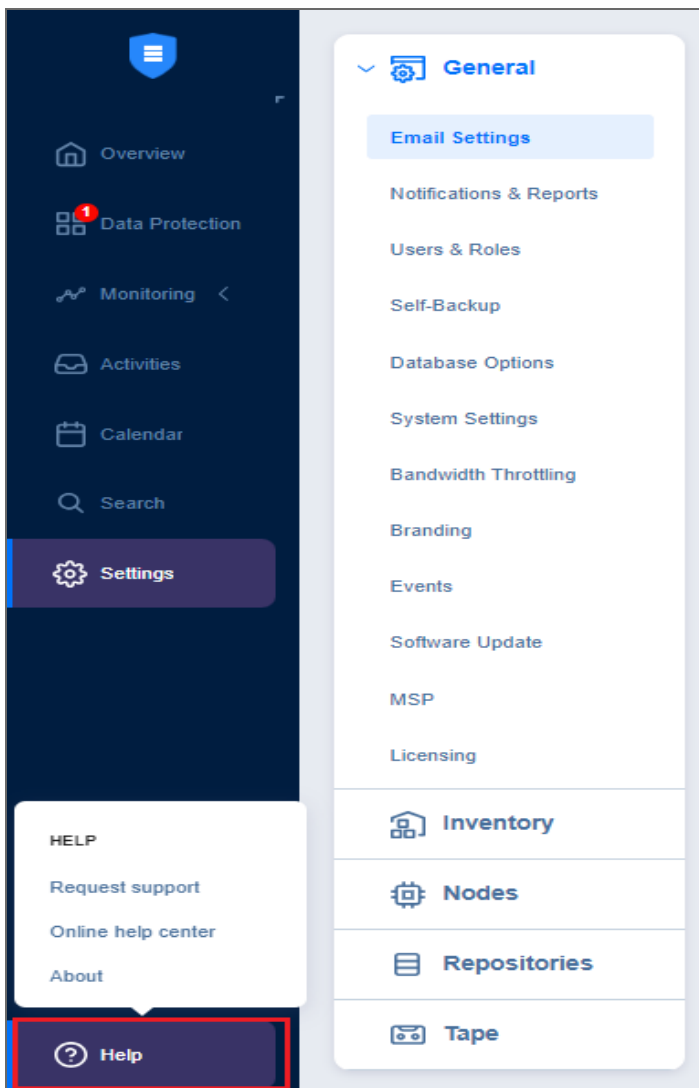 Overview
1
Data Protection
Monitoring
Activities
Calendar
Search
Settings
HELP
Request support
Online help center
About
Help
General
Email Settings
Notifications & Reports
Users & Roles
Self-Backup
Database Options
System Settings
Bandwidth Throttling
Branding
Events
Software Update
MSP
Licensing
Inventory
Nodes
Repositories
Tape